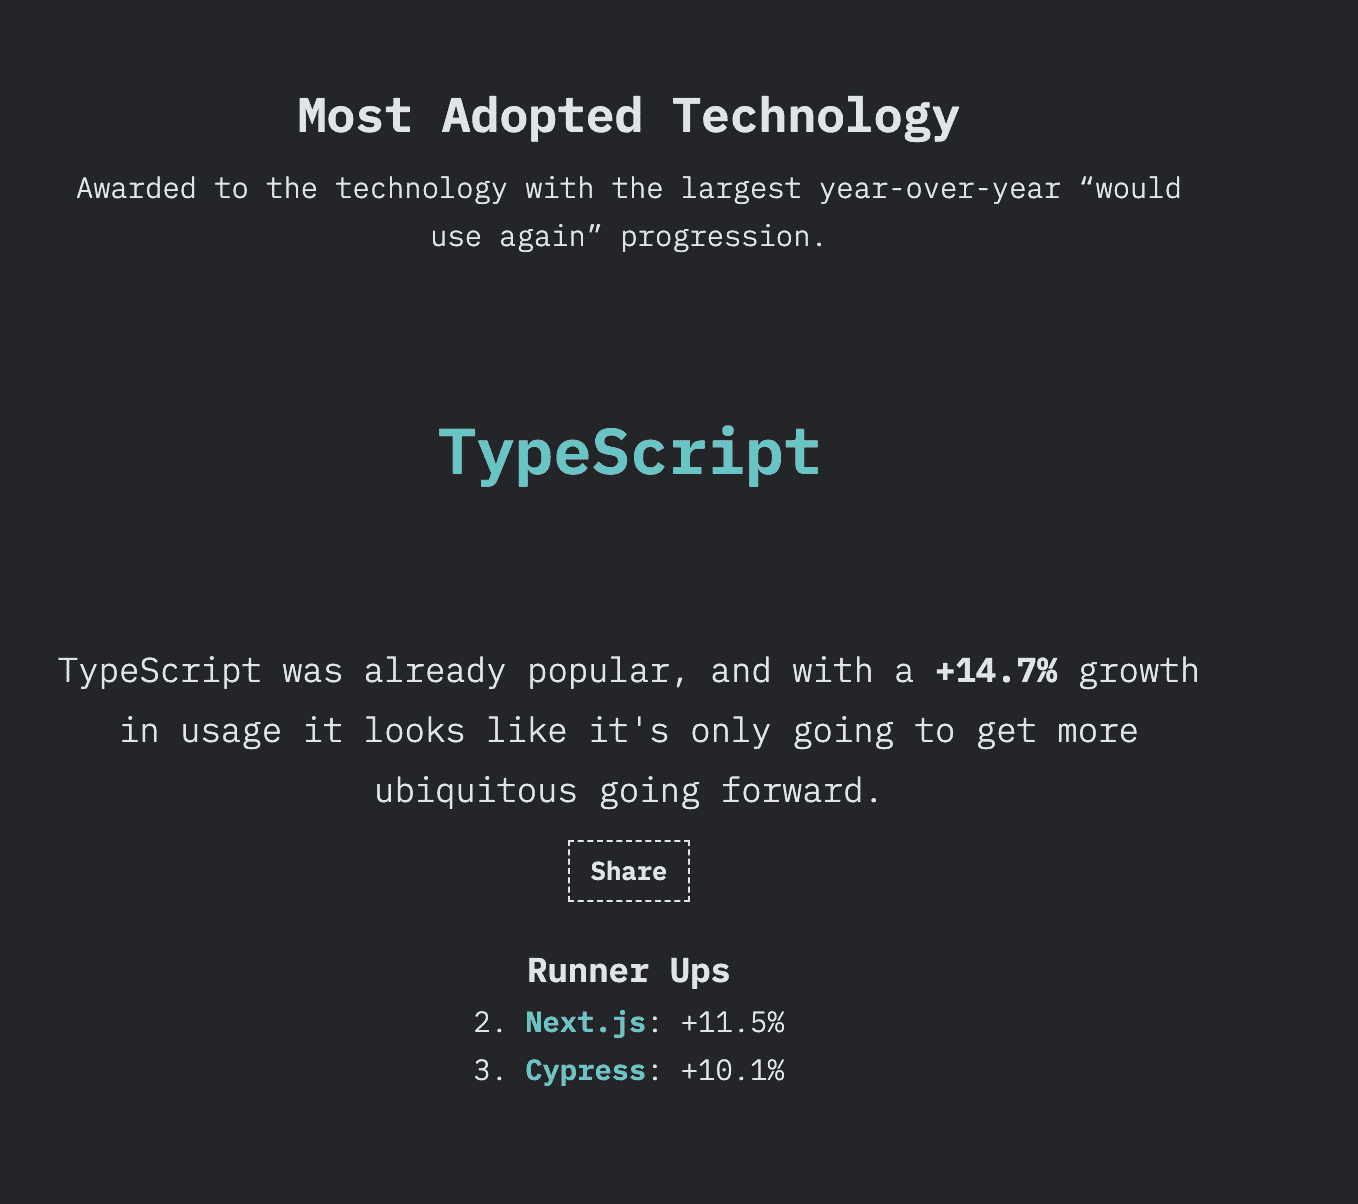 Most Adopted Technology
Awarded to the technology with the largest year-over-year “would
use again” progression.
TypeScript
TypeScript was already popular, and with a +14.7% growth
in usage it looks like it's only going to get more
ubiquitous going forward.
Share
Runner Ups
2. Next.js: +11.5%
3. Cypress: +10.1%